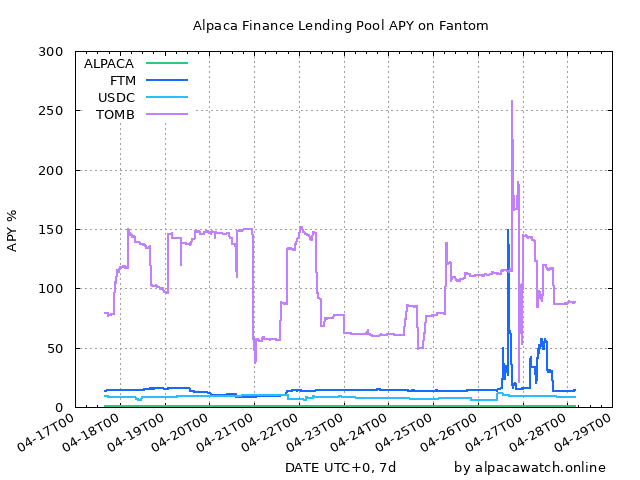 Alpaca Finance Lending Pool APY on Fantom
ALPACA
FTM
USDC
TOMB
APY %
300
250
200
150
100
50
0
04-17T00
04-18T00
04-19T00
04-20T00
04-21T00
04-22T00
04-23T00
04-24T00
04-25T00
04-26T00
04-27T00
04-28T00
04-29T00
DATE UTC+0, 7d
by alpacawatch.online